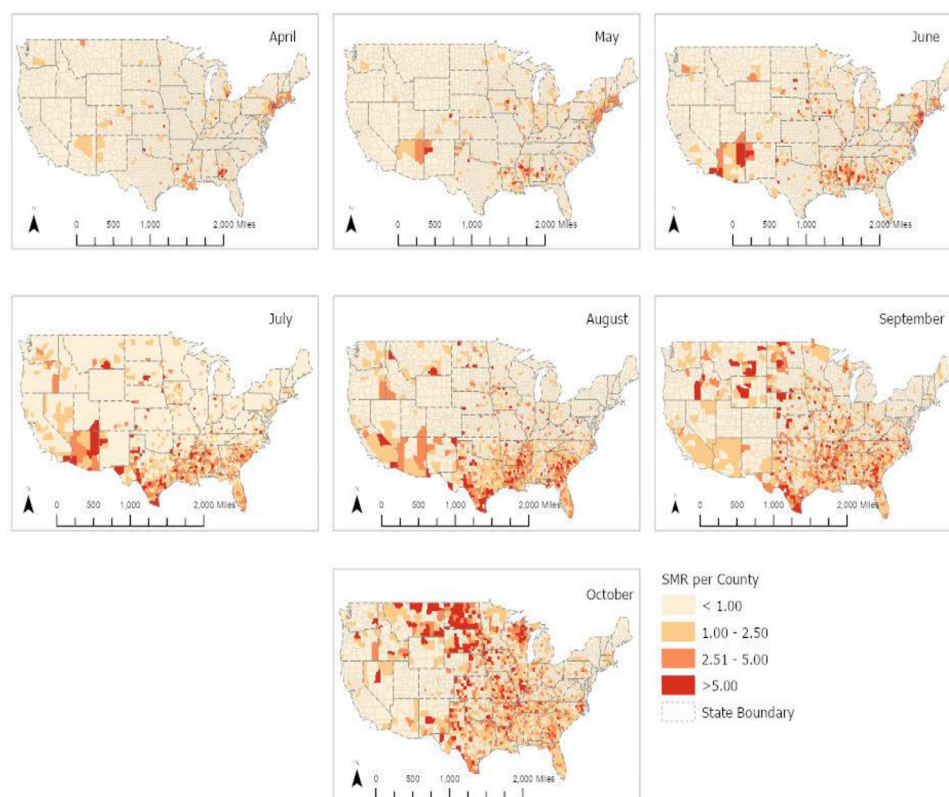 April
May
June
N
0 500 1,000 2,000 Miles
N
0 500 1,000 2,000 Miles
N
0 500 1,000 2,000 Miles
July
August
September
N
0 500 1,000 2,000 Miles
N
0 500 1,000 2,000 Miles
N
0 500 1,000 2,000 Miles
October
N
0 500 1,000 2,000 Miles
SMR per County
< 1.00
1.00 - 2.50
2.51 - 5.00
>5.00
State Boundary